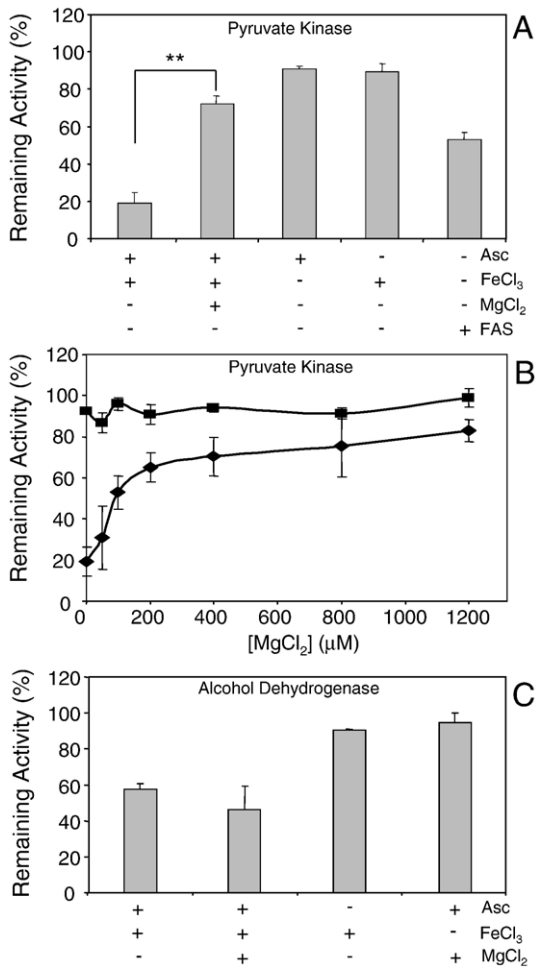 A
Pyruvate Kinase
Remaining Activity (%)
120
100
80
60
40
20
0
**
+ + + - - Asc
+ + - + - FeCl3
- + - - - MgCl2
- - - - + FAS
B
Pyruvate Kinase
Remaining Activity (%)
120
100
80
60
40
20
0
0 200 400 600 800 1000 1200
[MgCl2] (μM)
C
Alcohol Dehydrogenase
Remaining Activity (%)
120
100
80
60
40
20
0
+ + - + Asc
+ + + - FeCl3
- + - + MgCl2